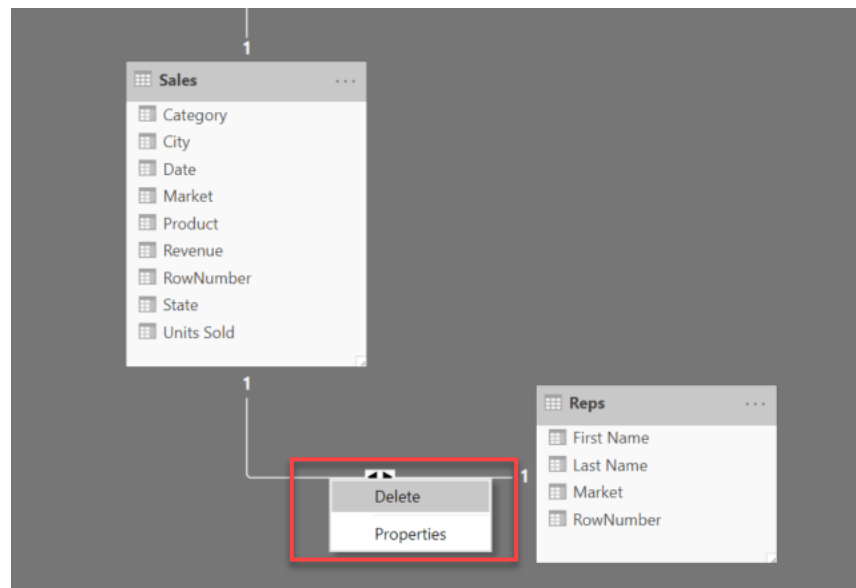 1
Sales
...
Category
City
Date
Market
Product
Revenue
RowNumber
State
Units Sold
1
Reps
...
First Name
Last Name
Market
RowNumber
1
Delete
Properties